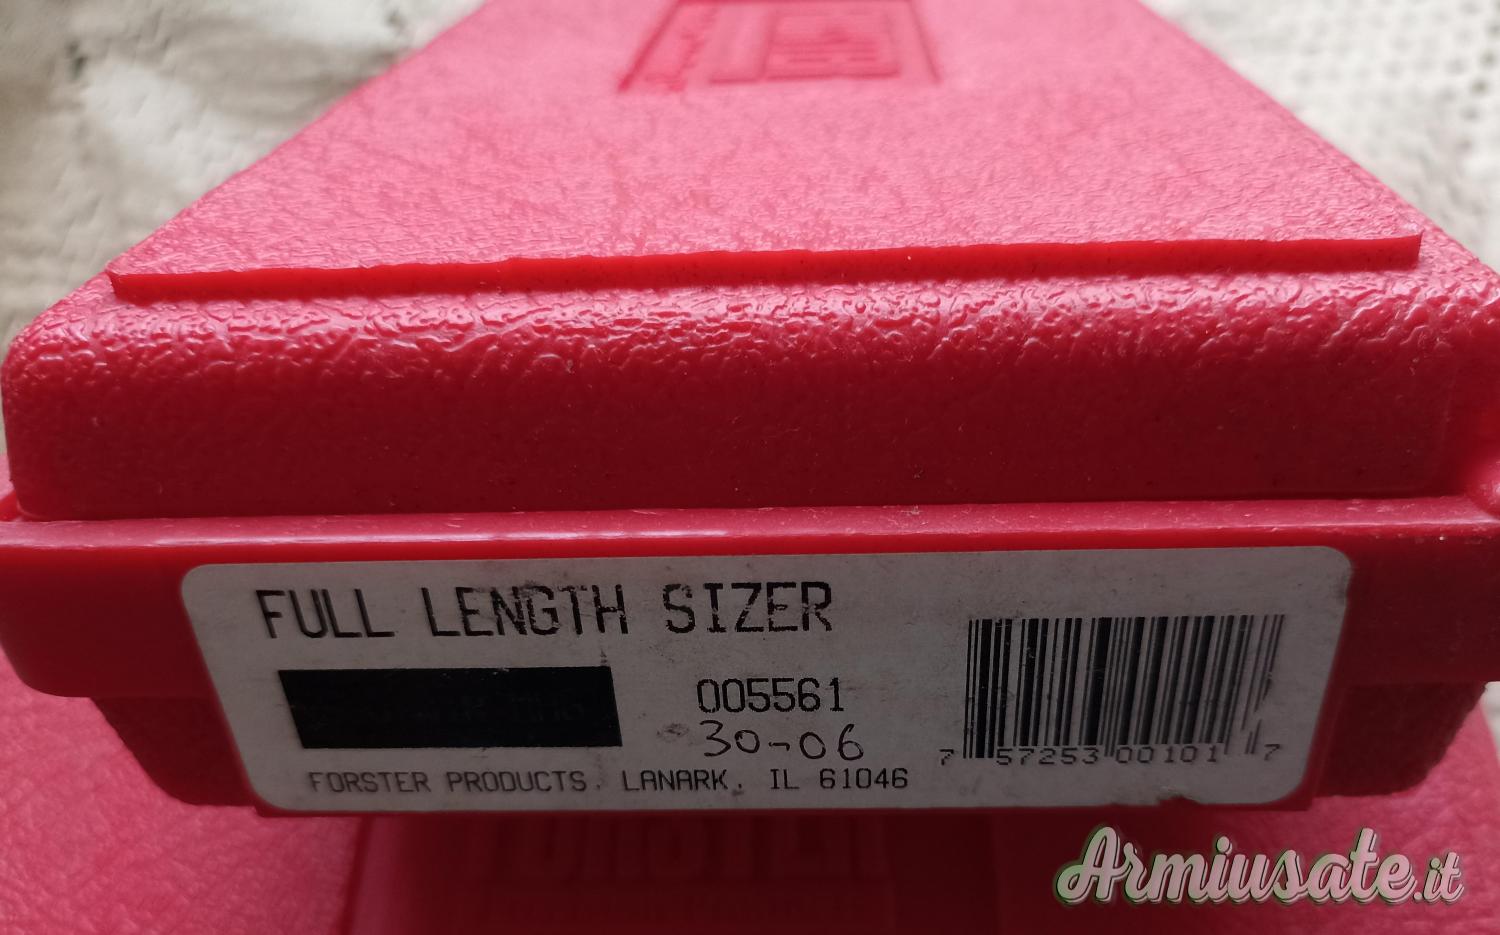 FULL LENGTH SIZER
005561
30-06
FORSTER PRODUCTS, LANARK, IL 61046
7 57253 00101 7
Armiusate.it